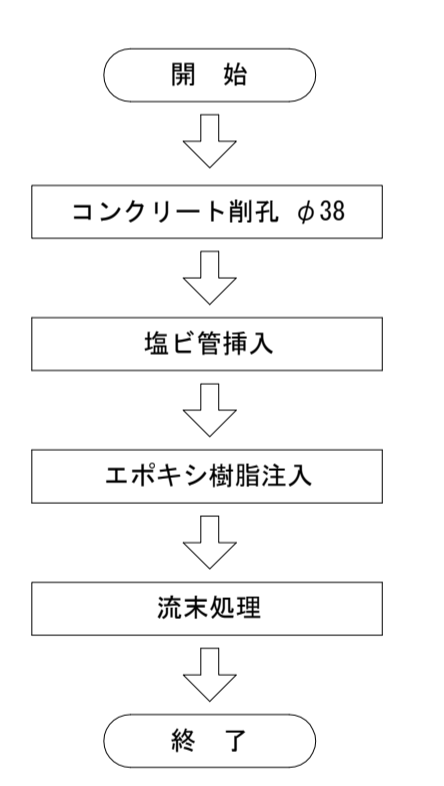 開　始
コンクリート削孔 φ38
塩ビ管挿入
エポキシ樹脂注入
流末処理
終　了